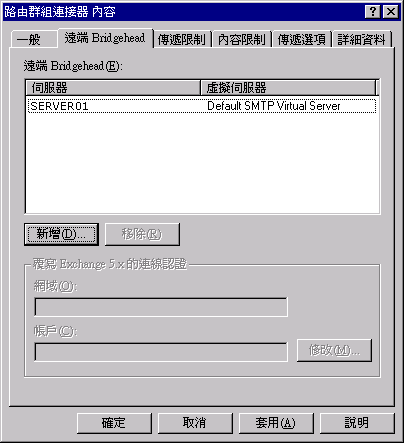 路由群組連接器 內容
一般 遠端 Bridgehead 傳遞限制 內容限制 傳遞選項 詳細資料
遠端 Bridgehead(E):
伺服器 虛擬伺服器
SERVER01 Default SMTP Virtual Server
新增(D)... 移除(R)
覆寫 Exchange 5.x 的連線認證
網域(O):
帳戶(C):
修改(M)...
確定 取消 套用(A) 說明